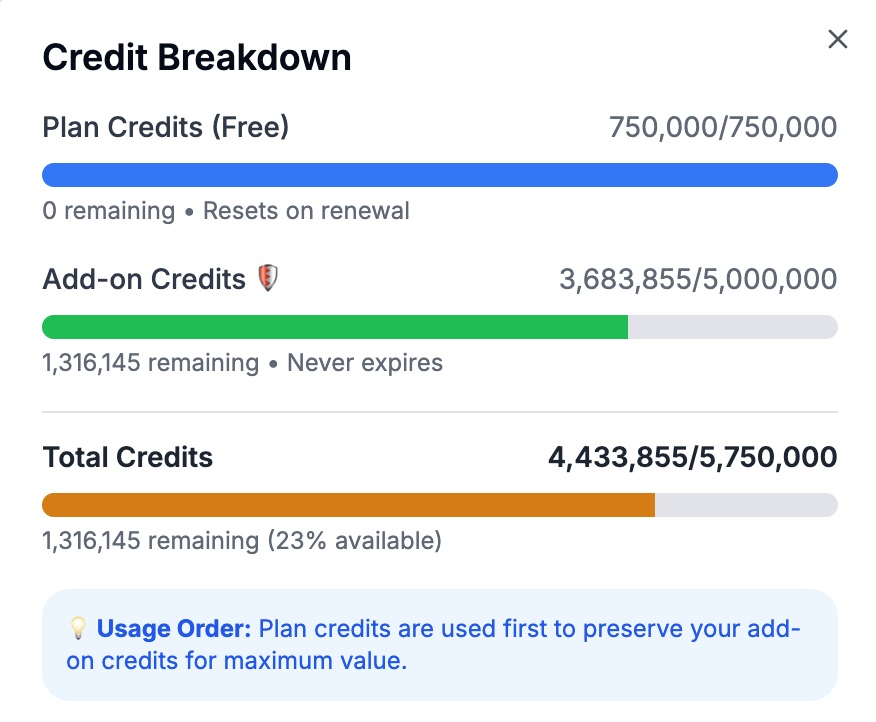 Credit Breakdown
Plan Credits (Free) 750,000/750,000
0 remaining • Resets on renewal
Add-on Credits 3,683,855/5,000,000
1,316,145 remaining • Never expires
Total Credits 4,433,855/5,750,000
1,316,145 remaining (23% available)
Usage Order: Plan credits are used first to preserve your add-
on credits for maximum value.